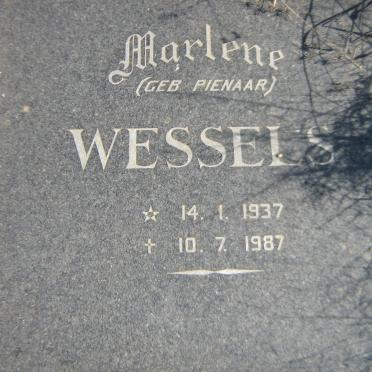 Marlene
(GEB PIENAAR)
WESSELS
☆ 14. 1. 1937
† 10. 7. 1987